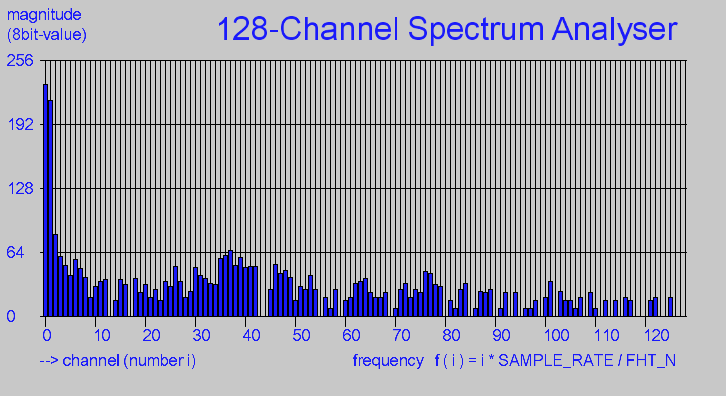 magnitude
(8bit-value)
128-Channel Spectrum Analyser
256
192
128
64
0
0 10 20 30 40 50 60 70 80 90 100 110 120
--> channel (number i) frequency f ( i ) = i * SAMPLE_RATE / FHT_N